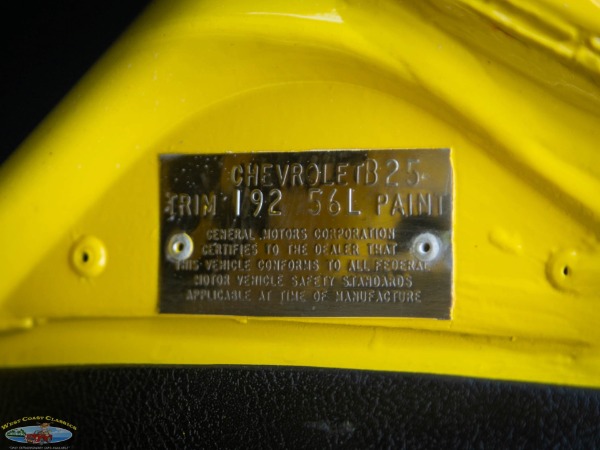 CHEVROLET B25
TRIM 192 56L PAINT
GENERAL MOTORS CORPORATION
CERTIFIES TO THE DEALER THAT
THIS VEHICLE CONFORMS TO ALL FEDERAL
MOTOR VEHICLE SAFETY STANDARDS
APPLICABLE AT TIME OF MANUFACTURE
WEST COAST CLASSICS